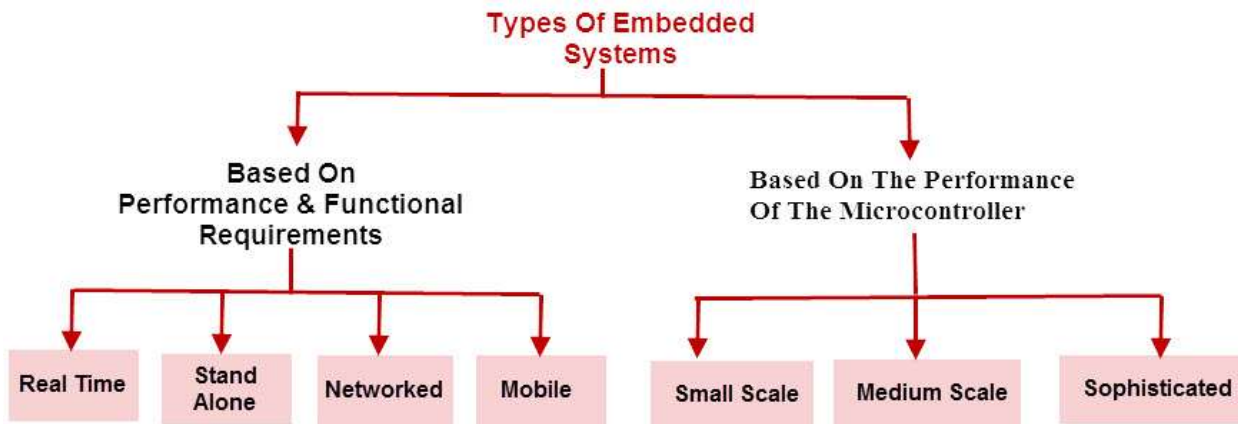 Types Of Embedded
Systems
Based On
Performance & Functional
Requirements
Based On The Performance
Of The Microcontroller
Real Time
Stand
Alone
Networked
Mobile
Small Scale
Medium Scale
Sophisticated